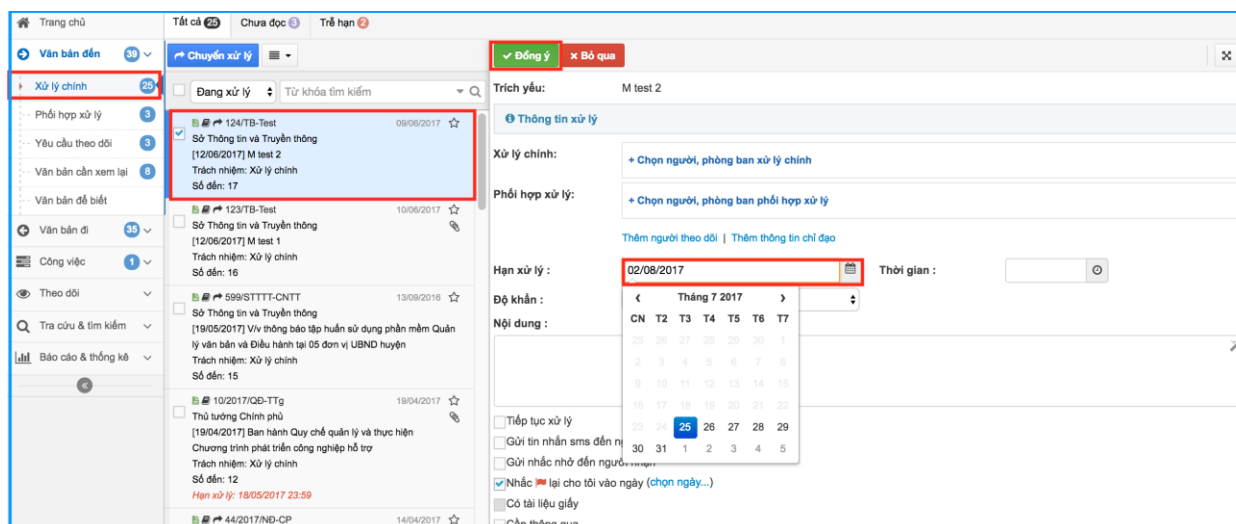 Trang chủ
Văn bản đến 39
Xử lý chính 25
Phối hợp xử lý 3
Yêu cầu theo dõi 3
Văn bản cần xem lại 8
Văn bản để biết
Văn bản đi 35
Công việc 1
Theo dõi
Tra cứu & tìm kiếm
Báo cáo & thống kê
Tất cả 25 Chưa đọc 3 Trễ hạn 2
Chuyển xử lý
Đang xử lý Từ khóa tìm kiếm
124/TB-Test 09/06/2017
Sở Thông tin và Truyền thông
[12/06/2017] M test 2
Trách nhiệm: Xử lý chính
Số đến: 17
123/TB-Test 10/06/2017
Sở Thông tin và Truyền thông
[12/06/2017] M test 1
Trách nhiệm: Xử lý chính
Số đến: 16
599/STTTT-CNTT 13/09/2016
Sở Thông tin và Truyền thông
[19/05/2017] V/v thông báo tập huấn sử dụng phần mềm Quản
lý văn bản và Điều hành tại 05 đơn vị UBND huyện
Trách nhiệm: Xử lý chính
Số đến: 15
10/2017/QĐ-TTg 19/04/2017
Thủ tướng Chính phủ
[19/04/2017] Ban hành Quy chế quản lý và thực hiện
Chương trình phát triển công nghiệp hỗ trợ
Trách nhiệm: Xử lý chính
Số đến: 12
Hạn xử lý: 18/05/2017 23:59
44/2017/NĐ-CP 14/04/2017
Đồng ý Bỏ qua
Trích yếu: M test 2
Thông tin xử lý
Xử lý chính: + Chọn người, phòng ban xử lý chính
Phối hợp xử lý: + Chọn người, phòng ban phối hợp xử lý
Thêm người theo dõi | Thêm thông tin chỉ đạo
Hạn xử lý : 02/08/2017 Thời gian :
Độ khẩn :
Nội dung :
‹ Tháng 7 2017 ›
CN T2 T3 T4 T5 T6 T7
25 26 27 28 29 30 1
2 3 4 5 6 7 8
9 10 11 12 13 14 15
16 17 18 19 20 21 22
23 24 25 26 27 28 29
30 31 1 2 3 4 5
Tiếp tục xử lý
Gửi tin nhắn sms đến
Gửi nhắc nhở đến người nhận
Nhắc lại cho tôi vào ngày (chọn ngày...)
Có tài liệu giấy
Cần thông qua